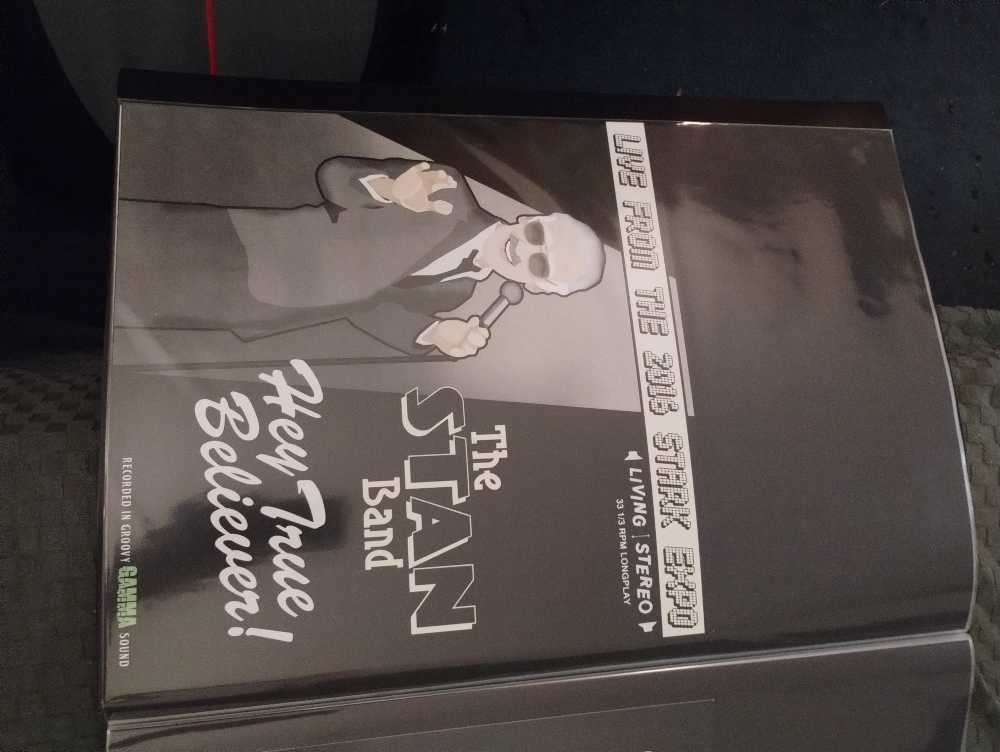 LIVE FROM THE 2016 STARK EXPO
LIVING STEREO
33 1/3 RPM LONGPLAY
The
STAN
Band
Hey True
Believer!
RECORDED IN GROOVY GAMMA SOUND